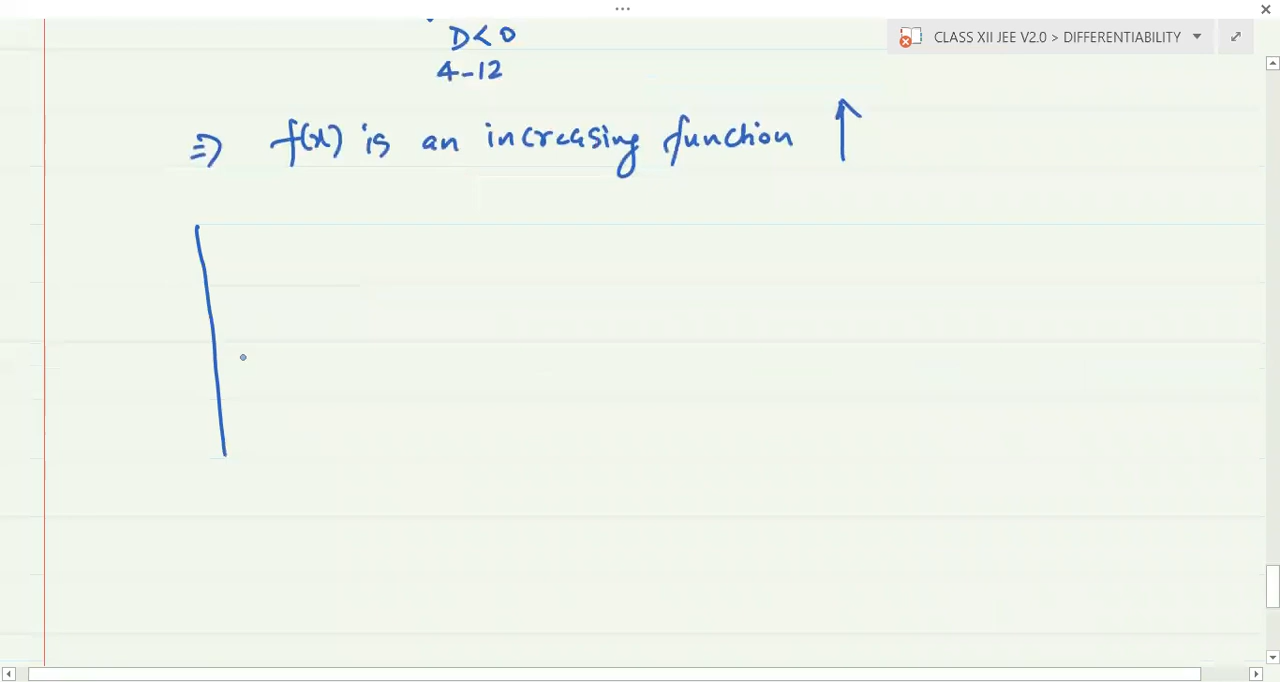 CLASS XII JEE V2.0 > DIFFERENTIABILITY
D < 0
4-12
⇒ f(x) is an increasing function ↑